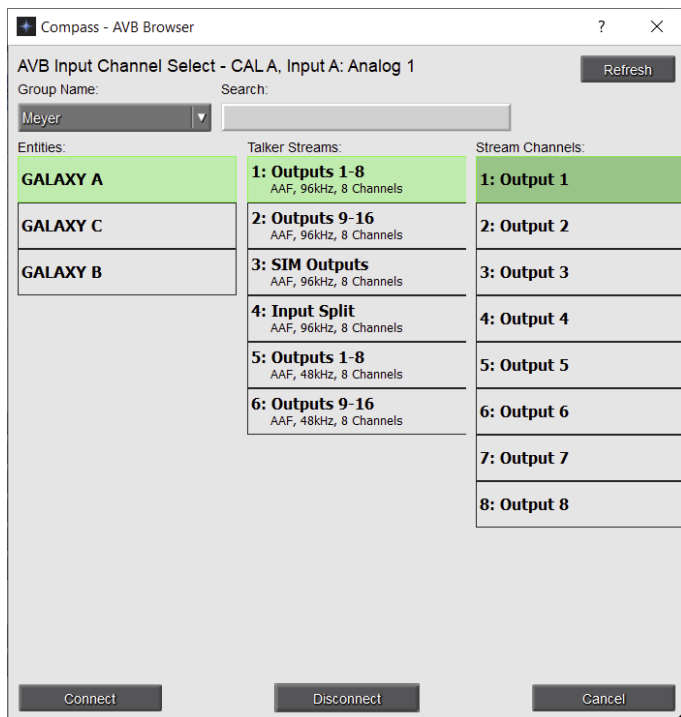 Compass - AVB Browser
?
AVB Input Channel Select - CAL A, Input A: Analog 1
Refresh
Group Name:
Search:
Meyer
Entities:
GALAXY A
GALAXY C
GALAXY B
Talker Streams:
1: Outputs 1-8
AAF, 96kHz, 8 Channels
2: Outputs 9-16
AAF, 96kHz, 8 Channels
3: SIM Outputs
AAF, 96kHz, 8 Channels
4: Input Split
AAF, 96kHz, 8 Channels
5: Outputs 1-8
AAF, 48kHz, 8 Channels
6: Outputs 9-16
AAF, 48kHz, 8 Channels
Stream Channels:
1: Output 1
2: Output 2
3: Output 3
4: Output 4
5: Output 5
6: Output 6
7: Output 7
8: Output 8
Connect
Disconnect
Cancel